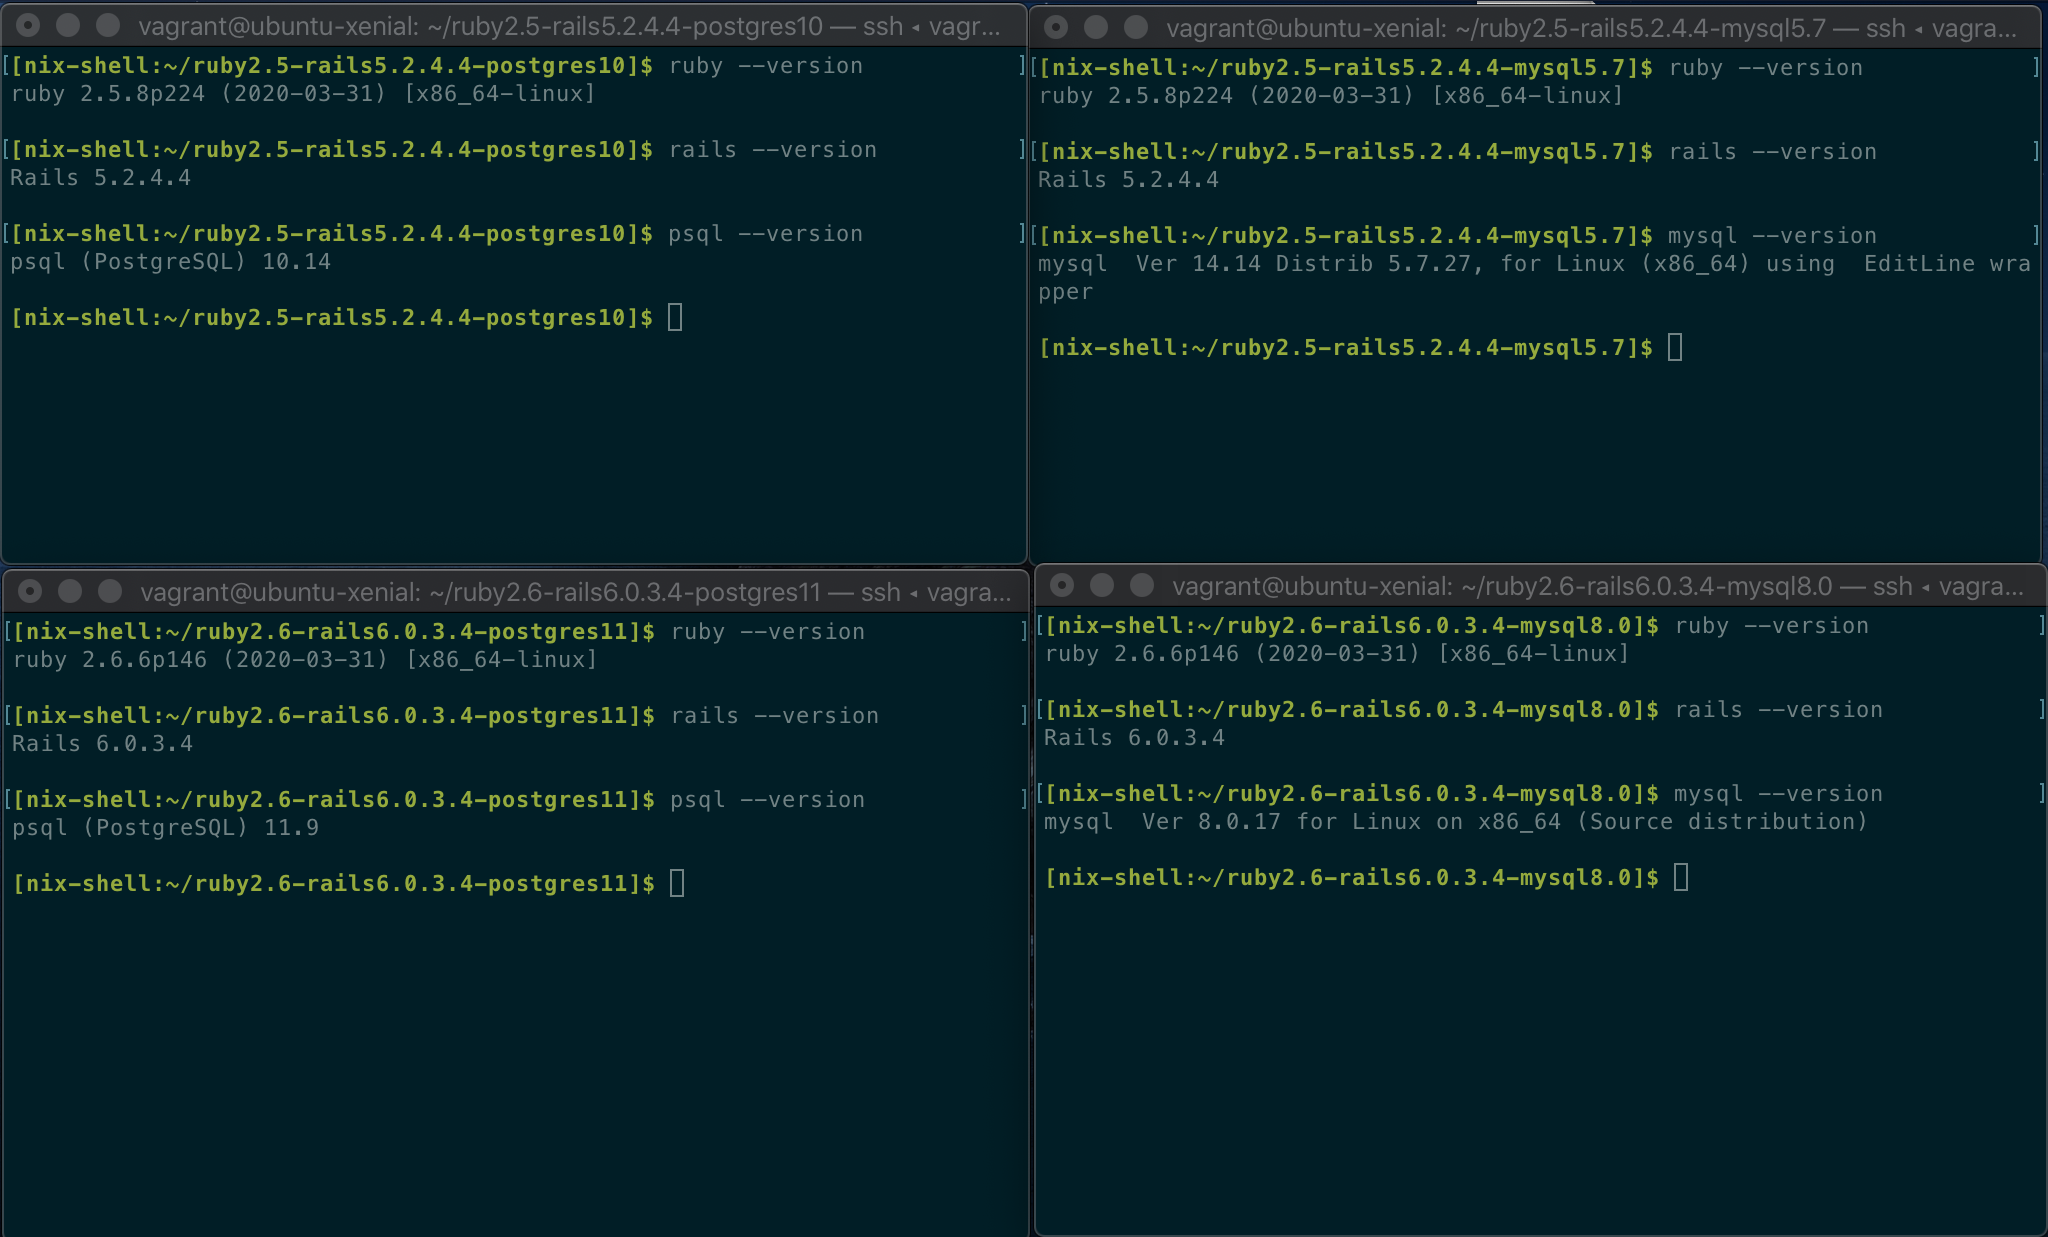 vagrant@ubuntu-xenial: ~/ruby2.5-rails5.2.4.4-postgres10 — ssh ◂ vagr...
[[nix-shell:~/ruby2.5-rails5.2.4.4-postgres10]$ ruby --version ]
ruby 2.5.8p224 (2020-03-31) [x86_64-linux]
[[nix-shell:~/ruby2.5-rails5.2.4.4-postgres10]$ rails --version ]
Rails 5.2.4.4
[[nix-shell:~/ruby2.5-rails5.2.4.4-postgres10]$ psql --version ]
psql (PostgreSQL) 10.14
[nix-shell:~/ruby2.5-rails5.2.4.4-postgres10]$
vagrant@ubuntu-xenial: ~/ruby2.5-rails5.2.4.4-mysql5.7 — ssh ◂ vagra...
[[nix-shell:~/ruby2.5-rails5.2.4.4-mysql5.7]$ ruby --version ]
ruby 2.5.8p224 (2020-03-31) [x86_64-linux]
[[nix-shell:~/ruby2.5-rails5.2.4.4-mysql5.7]$ rails --version ]
Rails 5.2.4.4
[[nix-shell:~/ruby2.5-rails5.2.4.4-mysql5.7]$ mysql --version ]
mysql  Ver 14.14 Distrib 5.7.27, for Linux (x86_64) using  EditLine wra
pper
[nix-shell:~/ruby2.5-rails5.2.4.4-mysql5.7]$
vagrant@ubuntu-xenial: ~/ruby2.6-rails6.0.3.4-postgres11 — ssh ◂ vagra...
[[nix-shell:~/ruby2.6-rails6.0.3.4-postgres11]$ ruby --version ]
ruby 2.6.6p146 (2020-03-31) [x86_64-linux]
[[nix-shell:~/ruby2.6-rails6.0.3.4-postgres11]$ rails --version ]
Rails 6.0.3.4
[[nix-shell:~/ruby2.6-rails6.0.3.4-postgres11]$ psql --version ]
psql (PostgreSQL) 11.9
[nix-shell:~/ruby2.6-rails6.0.3.4-postgres11]$
vagrant@ubuntu-xenial: ~/ruby2.6-rails6.0.3.4-mysql8.0 — ssh ◂ vagra...
[[nix-shell:~/ruby2.6-rails6.0.3.4-mysql8.0]$ ruby --version ]
ruby 2.6.6p146 (2020-03-31) [x86_64-linux]
[[nix-shell:~/ruby2.6-rails6.0.3.4-mysql8.0]$ rails --version ]
Rails 6.0.3.4
[[nix-shell:~/ruby2.6-rails6.0.3.4-mysql8.0]$ mysql --version ]
mysql  Ver 8.0.17 for Linux on x86_64 (Source distribution)
[nix-shell:~/ruby2.6-rails6.0.3.4-mysql8.0]$